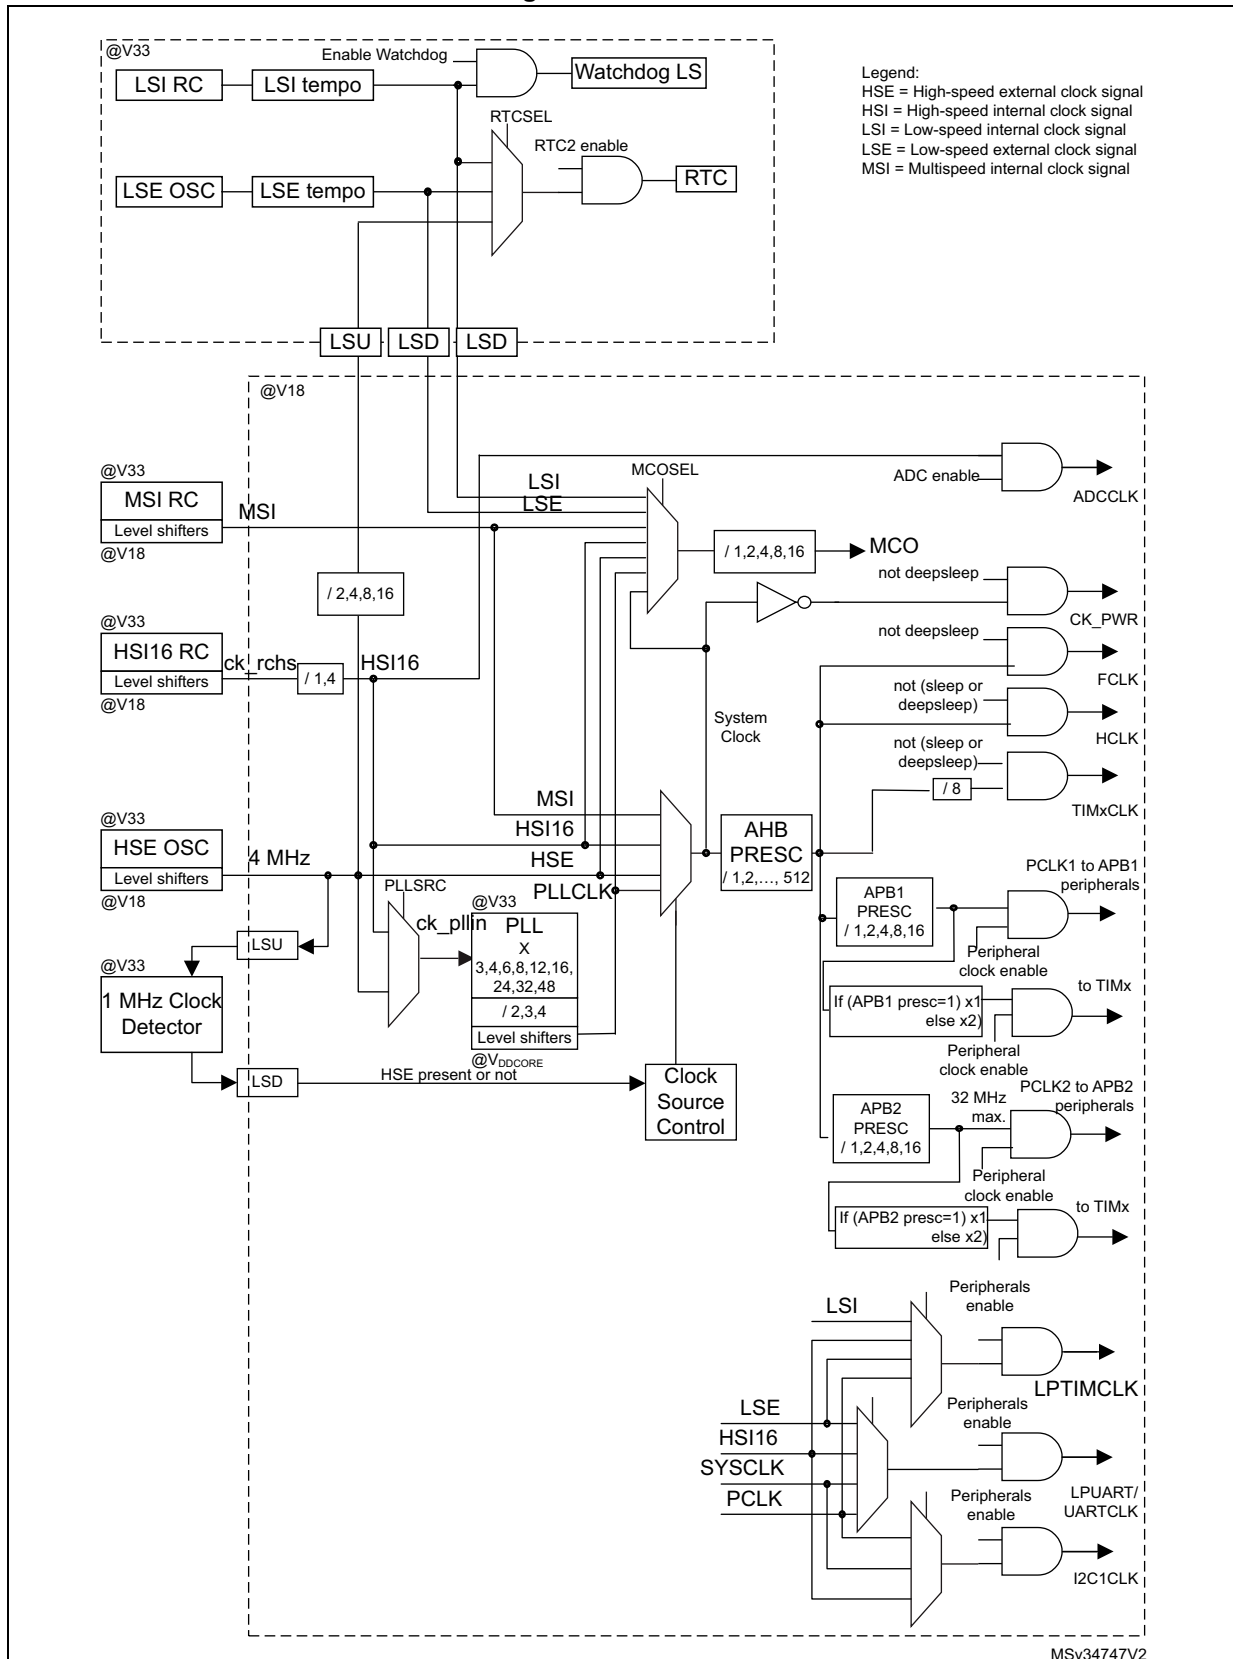 @V33
Enable Watchdog
LSI RC
LSI tempo
Watchdog LS
Legend:
HSE = High-speed external clock signal
HSI = High-speed internal clock signal
LSI = Low-speed internal clock signal
LSE = Low-speed external clock signal
MSI = Multispeed internal clock signal
RTCSEL
RTC2 enable
LSE OSC
LSE tempo
RTC
LSU
LSD
LSD
@V18
@V33
MSI RC
Level shifters
@V18
MSI
LSI
LSE
MCOSEL
ADC enable
ADCCLK
/ 1,2,4,8,16
MCO
/ 2,4,8,16
not deepsleep
CK_PWR
@V33
HSI16 RC
Level shifters
@V18
ck_rchs
/ 1,4
HSI16
not deepsleep
FCLK
not (sleep or
deepsleep)
HCLK
System
Clock
not (sleep or
deepsleep)
/ 8
TIMxCLK
MSI
HSI16
HSE
PLLCLK
AHB
PRESC
/ 1,2,..., 512
@V33
HSE OSC
Level shifters
@V18
4 MHz
PLLSRC
ck_pllin
@V33
PLL
X
3,4,6,8,12,16,
24,32,48
/ 2,3,4
Level shifters
@VDDCORE
APB1
PRESC
/ 1,2,4,8,16
PCLK1 to APB1
peripherals
Peripheral
clock enable
LSU
@V33
1 MHz Clock
Detector
LSD
HSE present or not
Clock
Source
Control
If (APB1 presc=1) x1
else x2)
to TIMx
Peripheral
clock enable
APB2
PRESC
/ 1,2,4,8,16
32 MHz
max.
PCLK2 to APB2
peripherals
Peripheral
clock enable
If (APB2 presc=1) x1
else x2)
to TIMx
LSI
Peripherals
enable
LPTIMCLK
LSE
HSI16
SYSCLK
PCLK
Peripherals
enable
LPUART/
UARTCLK
Peripherals
enable
I2C1CLK
MSv34747V2